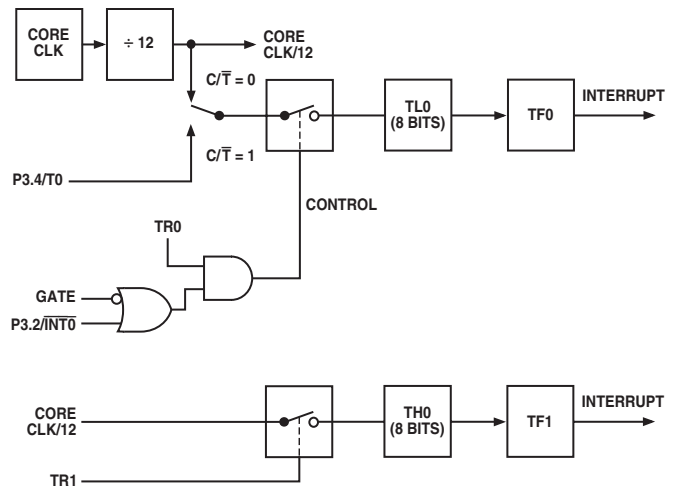 CORE
CLK
÷ 12
CORE
CLK/12
C/T̅ = 0
TL0
(8 BITS)
TF0
INTERRUPT
C/T̅ = 1
P3.4/T0
CONTROL
TR0
GATE
P3.2/I̅N̅T̅0̅
CORE
CLK/12
TH0
(8 BITS)
TF1
INTERRUPT
TR1